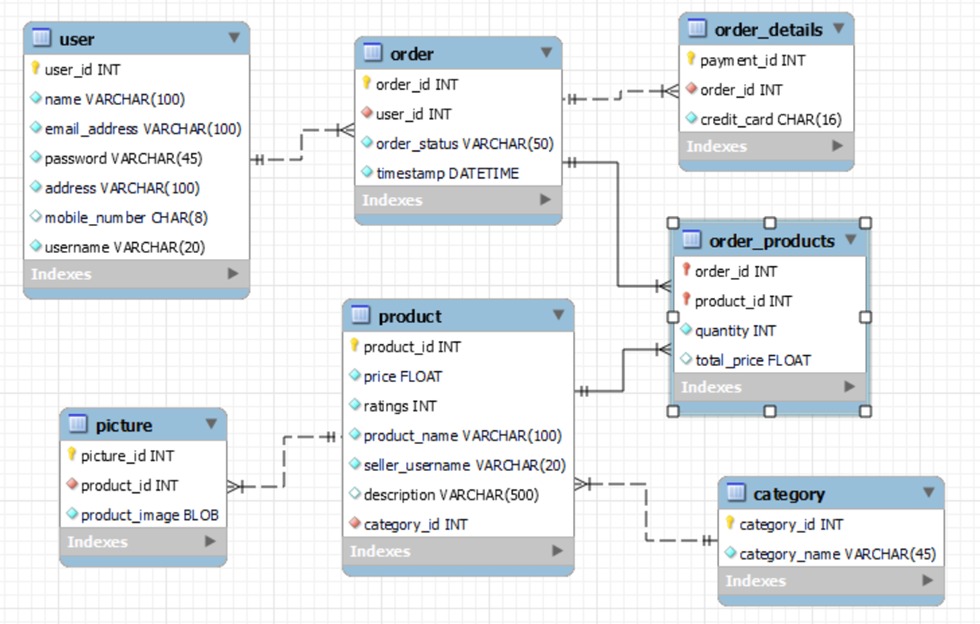 user
user_id INT
name VARCHAR(100)
email_address VARCHAR(100)
password VARCHAR(45)
address VARCHAR(100)
mobile_number CHAR(8)
username VARCHAR(20)
Indexes
order
order_id INT
user_id INT
order_status VARCHAR(50)
timestamp DATETIME
Indexes
order_details
payment_id INT
order_id INT
credit_card CHAR(16)
Indexes
order_products
order_id INT
product_id INT
quantity INT
total_price FLOAT
Indexes
product
product_id INT
price FLOAT
ratings INT
product_name VARCHAR(100)
seller_username VARCHAR(20)
description VARCHAR(500)
category_id INT
Indexes
picture
picture_id INT
product_id INT
product_image BLOB
Indexes
category
category_id INT
category_name VARCHAR(45)
Indexes